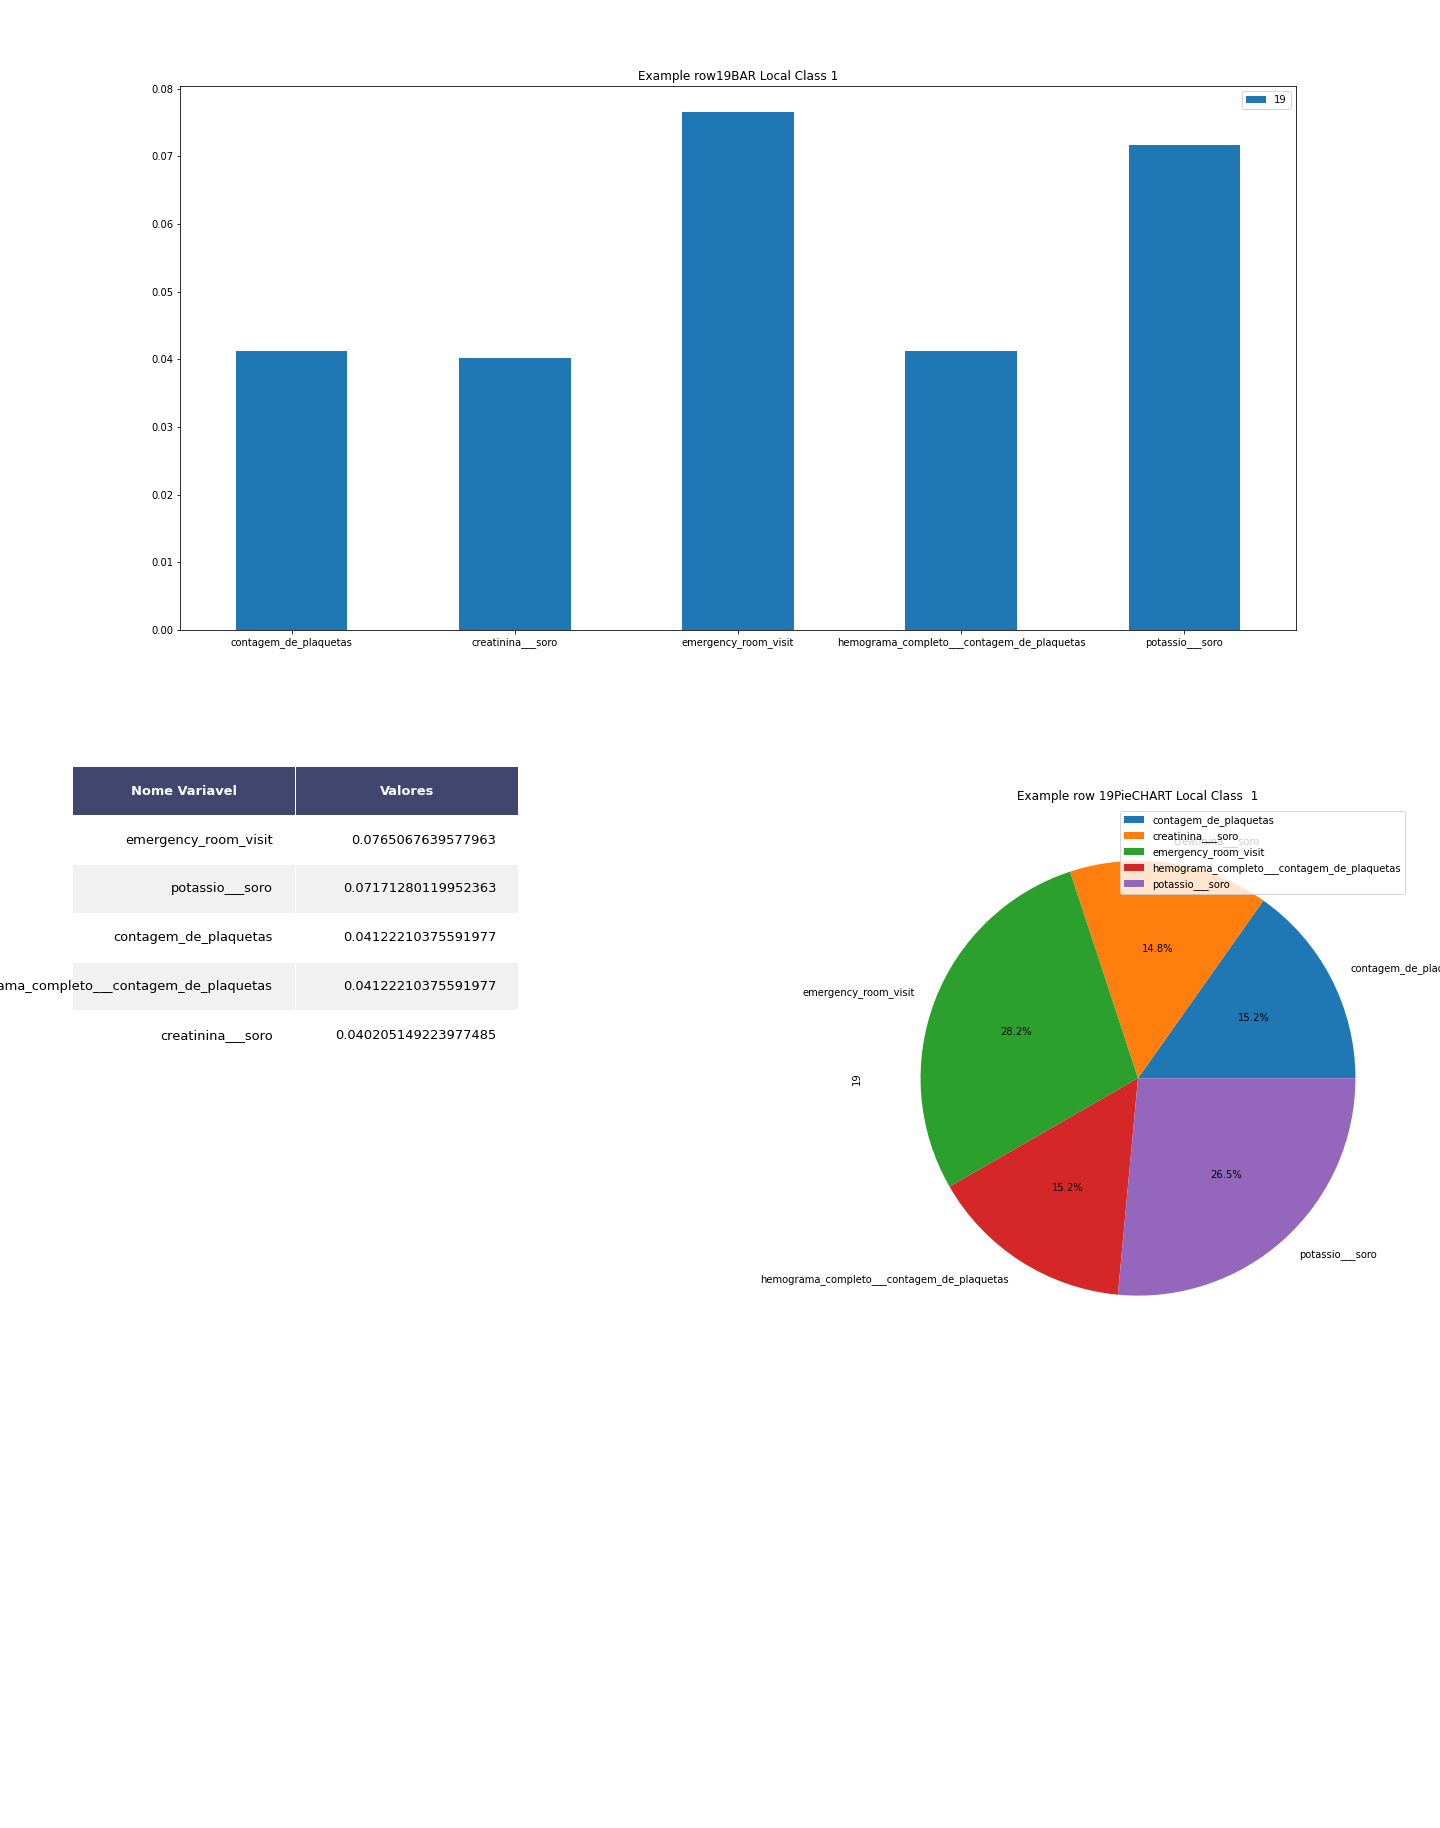 Example row19BAR Local Class 1
0.08
0.07
0.06
0.05
0.04
0.03
0.02
0.01
0.00
19
contagem_de_plaquetas
creatinina___soro
emergency_room_visit
hemograma_completo___contagem_de_plaquetas
potassio___soro
Nome Variavel Valores
emergency_room_visit 0.0765067639577963
potassio___soro 0.07171280119952363
contagem_de_plaquetas 0.04122210375591977
ama_completo___contagem_de_plaquetas 0.04122210375591977
creatinina___soro 0.040205149223977485
Example row 19PieCHART Local Class  1
contagem_de_plaquetas
creatinina___soro
emergency_room_visit
hemograma_completo___contagem_de_plaquetas
potassio___soro
creatinina___soro
14.8%
contagem_de_plaq
15.2%
emergency_room_visit
28.2%
19
15.2%
26.5%
potassio___soro
hemograma_completo___contagem_de_plaquetas